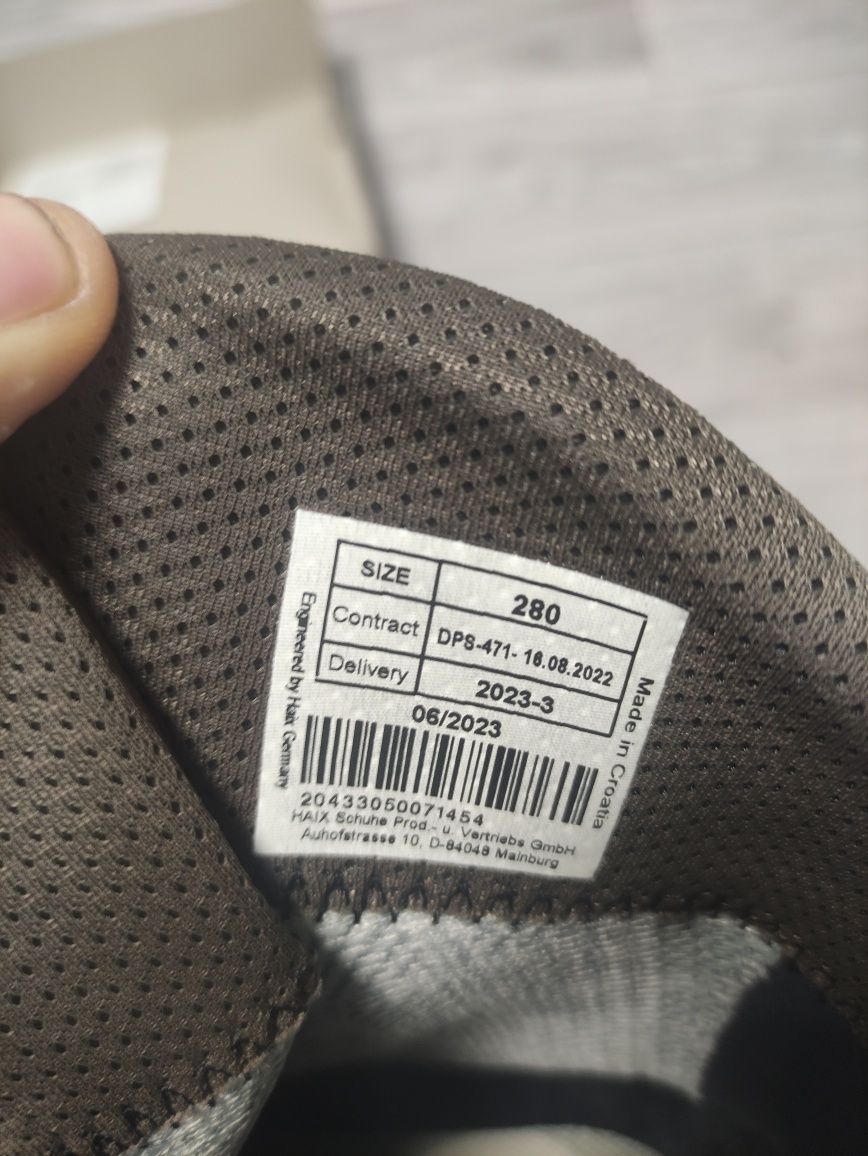 SIZE 280
Contract DPS-471- 16.08.2022
Delivery 2023-3
06/2023
20433050071454
HAIX Schuhe Prod.- u. Vertriebs GmbH
Auhofstrasse 10, D-84048 Mainburg
Engineered by Haix Germany
Made in Croatia